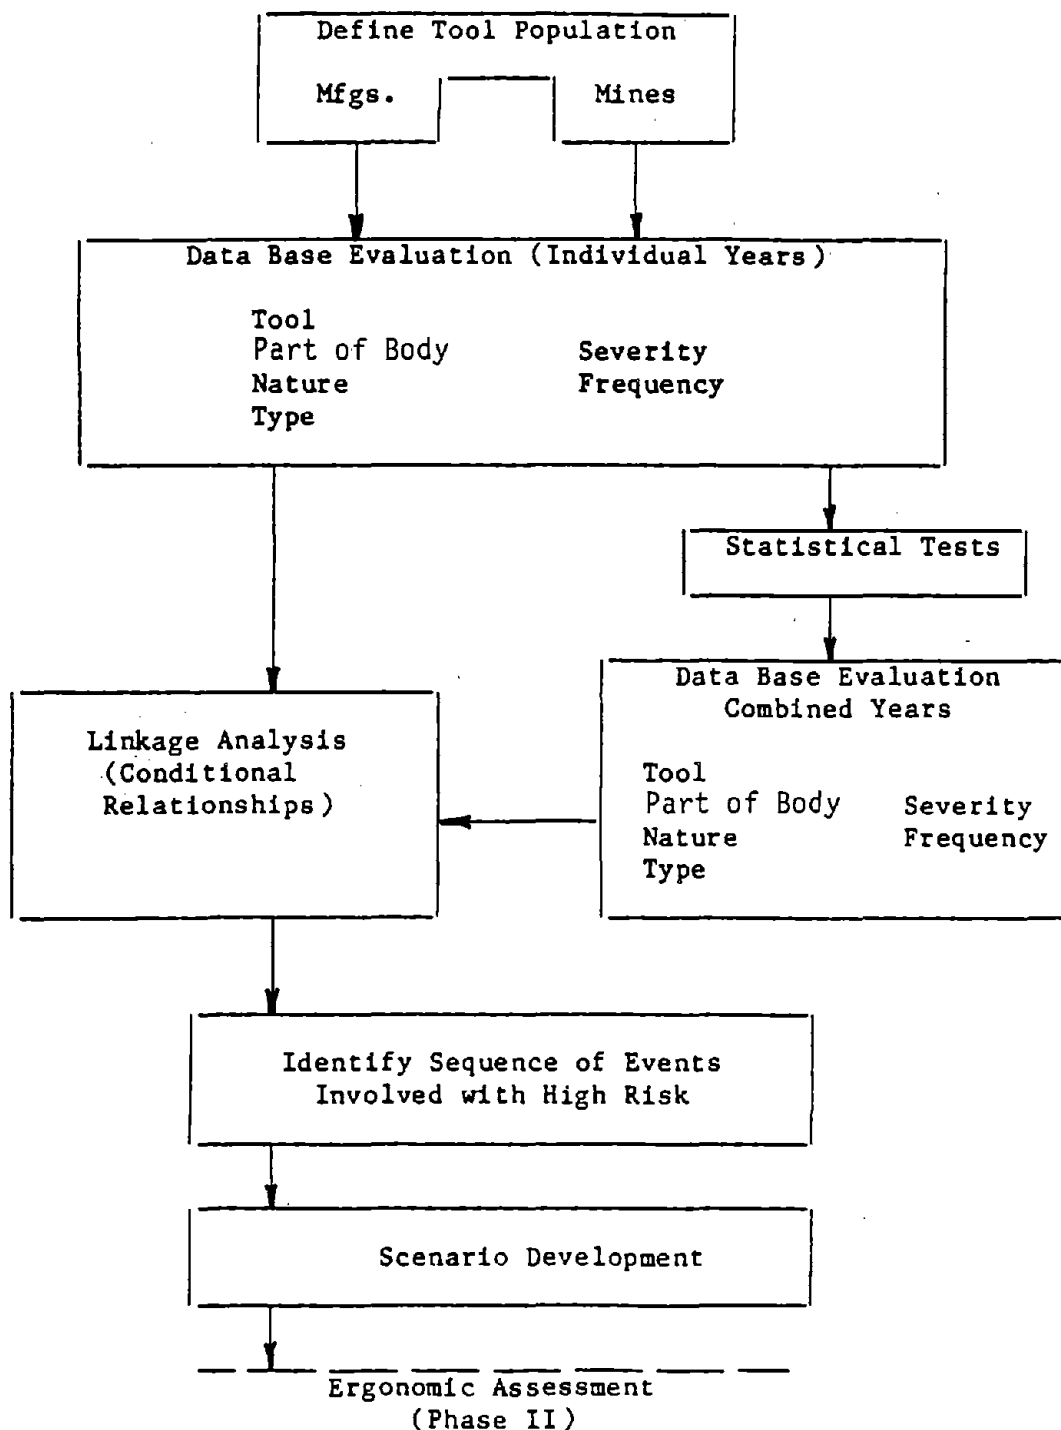 Define Tool Population
Mfgs. Mines
Data Base Evaluation (Individual Years)
Tool
Part of Body Severity
Nature Frequency
Type
Statistical Tests
Data Base Evaluation
Combined Years
Linkage Analysis
(Conditional
Relationships)
Tool
Part of Body Severity
Nature Frequency
Type
Identify Sequence of Events
Involved with High Risk
Scenario Development
Ergonomic Assessment
(Phase II)